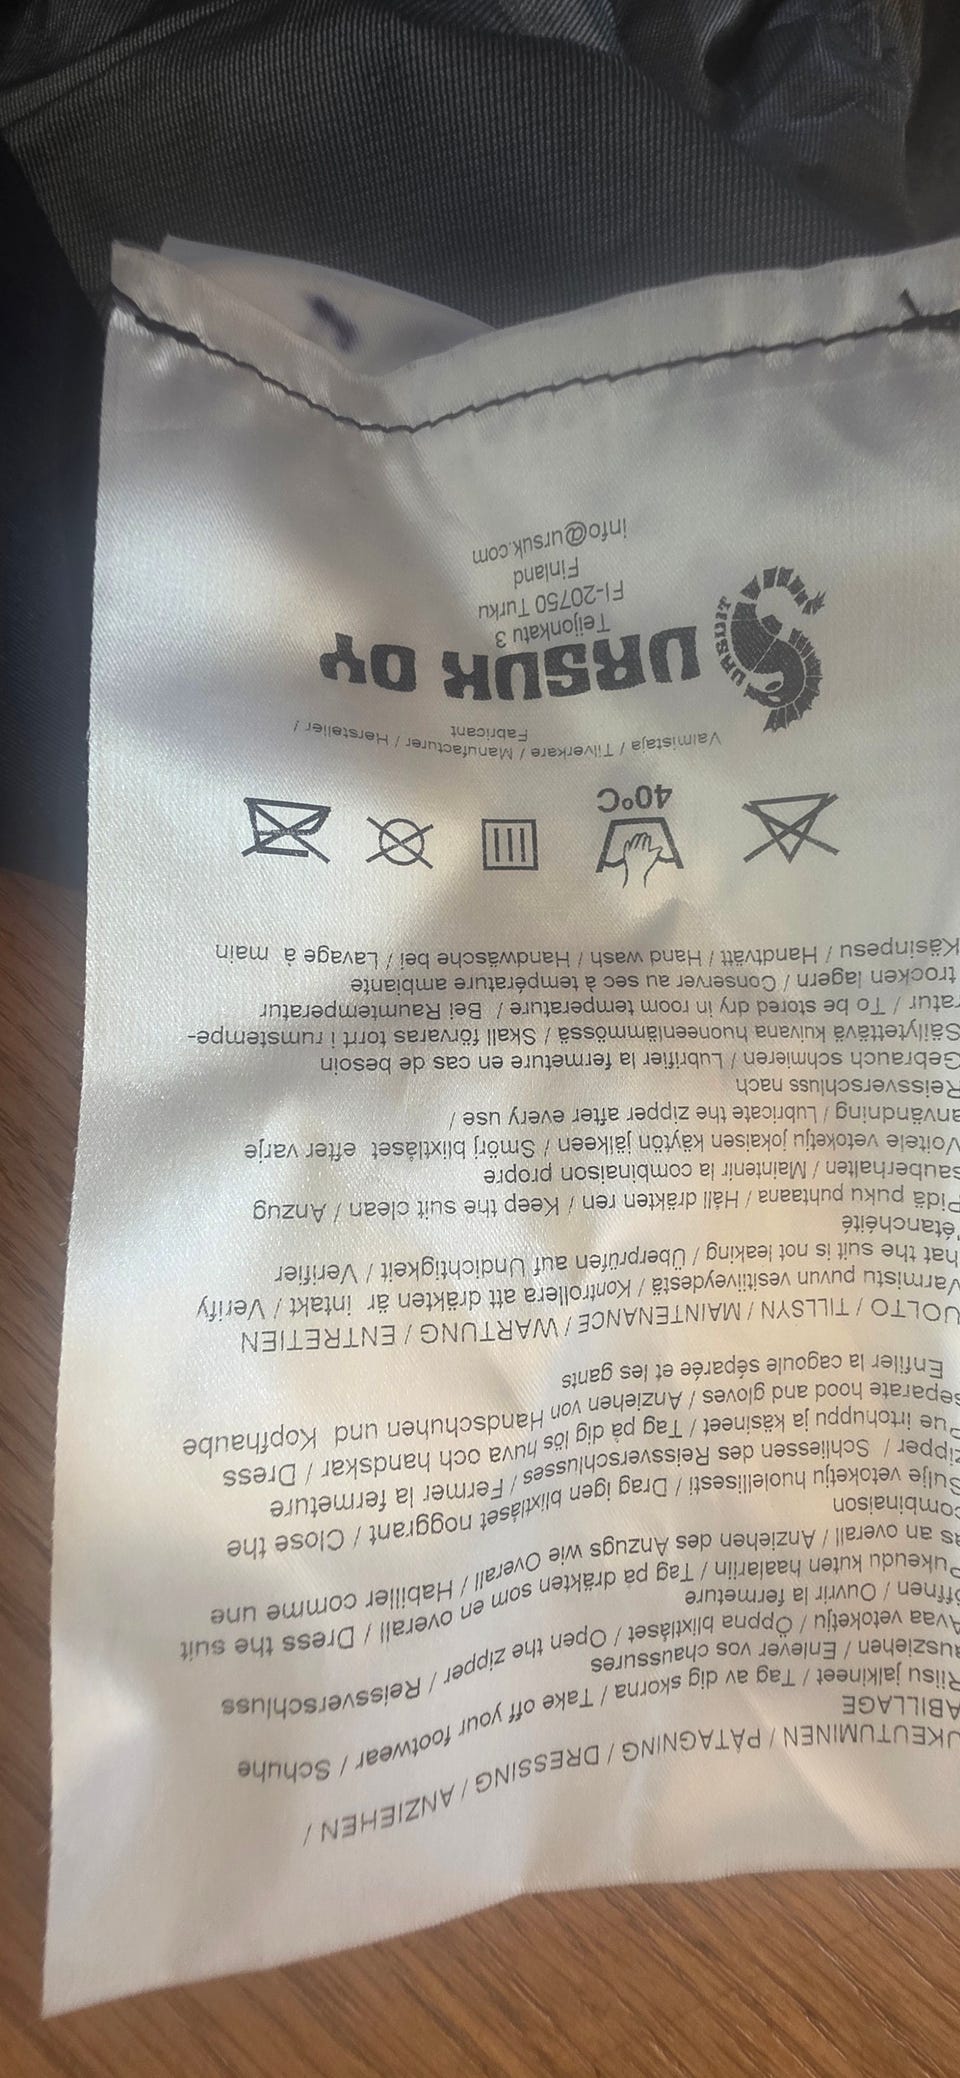 UKEUTUMINEN / PÅTAGNING / DRESSING / ANZIEHEN /
ABILLAGE
Riisu jalkineet / Tag av dig skorna / Take off your footwear / Schuhe
ausziehen / Enlever vos chaussures
Avaa vetoketju / Öppna blixtlåset / Open the zipper / Reissverschluss
öffnen / Ouvrir la fermeture
Pukeudu kuten haalariin / Tag på dräkten som en overall / Dress the suit
as an overall / Anziehen des Anzugs wie Overall / Habiller comme une
combinaison
Sulje vetoketju huolellisesti / Drag igen blixtlåset noggrant / Close the
zipper / Schliessen des Reissverschlusses / Fermer la fermeture
Pue irtohuppu ja käsineet / Tag på dig lös huva och handskar / Dress
separate hood and gloves / Anziehen von Handschuhen und Kopfhaube
Enfiler la cagoule séparée et les gants
UOLTO / TILLSYN / MAINTENANCE / WARTUNG / ENTRETIEN
Varmistu puvun vesitiiveydestä / Kontrollera att dräkten är intakt / Verify
hat the suit is not leaking / Überprüfen auf Undichtigkeit / Verifier
'étanchéité
Pidä puku puhtaana / Håll dräkten ren / Keep the suit clean / Anzug
sauberhalten / Maintenir la combinaison propre
Voitele vetoketju jokaisen käytön jälkeen / Smörj blixtlåset efter varje
användning / Lubricate the zipper after every use /
Reissverschluss nach
Gebrauch schmieren / Lubrifier la fermeture en cas de besoin
Säilytettävä kuivana huoneenlämmössä / Skall förvaras torrt i rumstempe-
ratur / To be stored dry in room temperature / Bei Raumtemperatur
trocken lagern / Conserver au sec à température ambiante
Käsinpesu / Handtvätt / Hand wash / Handwäsche bei / Lavage à main
40°C
Valmistaja / Tilverkare / Manufacturer / Hersteller /
Fabricant
URSUIT
URSUK OY
Teijonkatu 3
FI-20750 Turku
Finland
info@ursuk.com